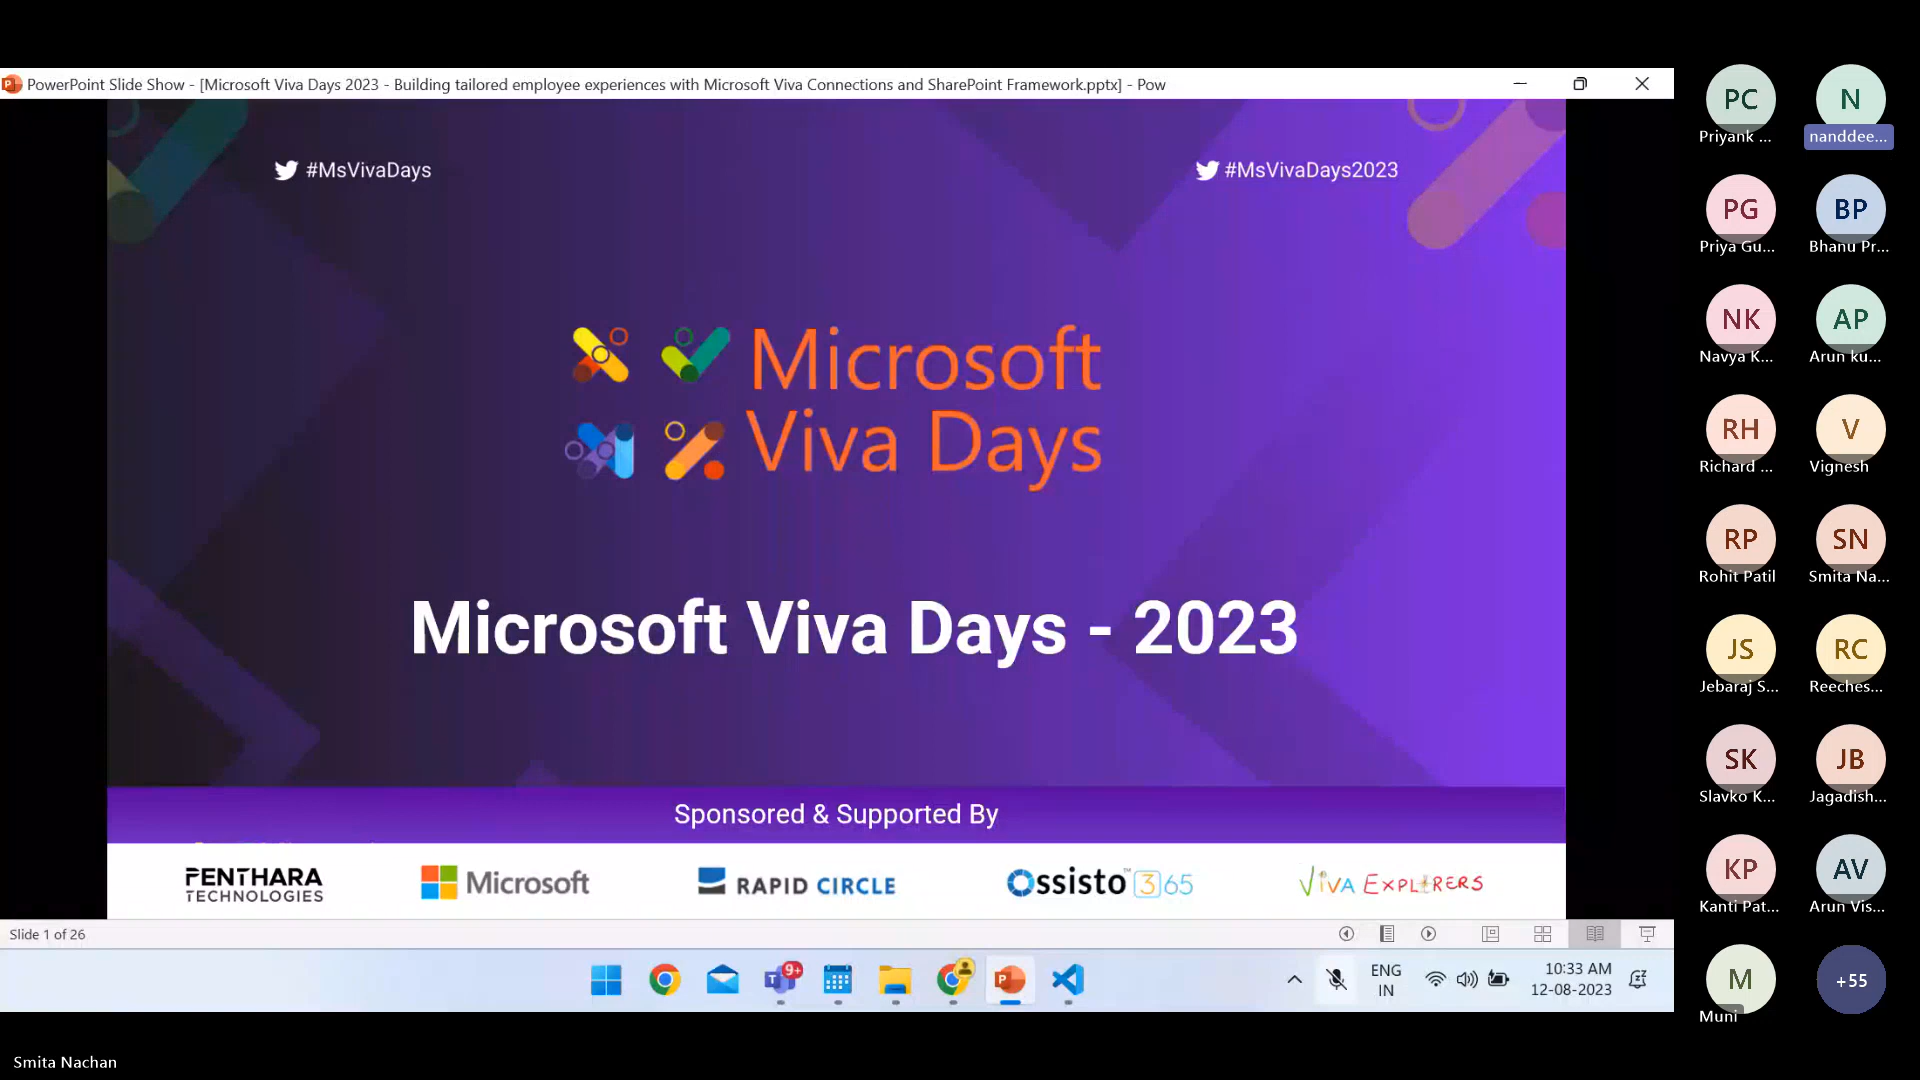 PowerPoint Slide Show - [Microsoft Viva Days 2023 - Building tailored employee experiences with Microsoft Viva Connections and SharePoint Framework.pptx] - Pow
#MsVivaDays
#MsVivaDays2023
Microsoft
Viva Days
Microsoft Viva Days - 2023
Sponsored & Supported By
PENTHARA
TECHNOLOGIES
Microsoft
RAPID CIRCLE
Ossisto™ 365
VIVA EXPLORERS
Slide 1 of 26
9+
ENG
IN
10:33 AM
12-08-2023
Smita Nachan
PC
Priyank ...
N
nanddee...
PG
Priya Gu...
BP
Bhanu Pr...
NK
Navya K...
AP
Arun ku...
RH
Richard ...
V
Vignesh
RP
Rohit Patil
SN
Smita Na...
JS
Jebaraj S...
RC
Reeches...
SK
Slavko K...
JB
Jagadish...
KP
Kanti Pat...
AV
Arun Vis...
M
Muni
+55